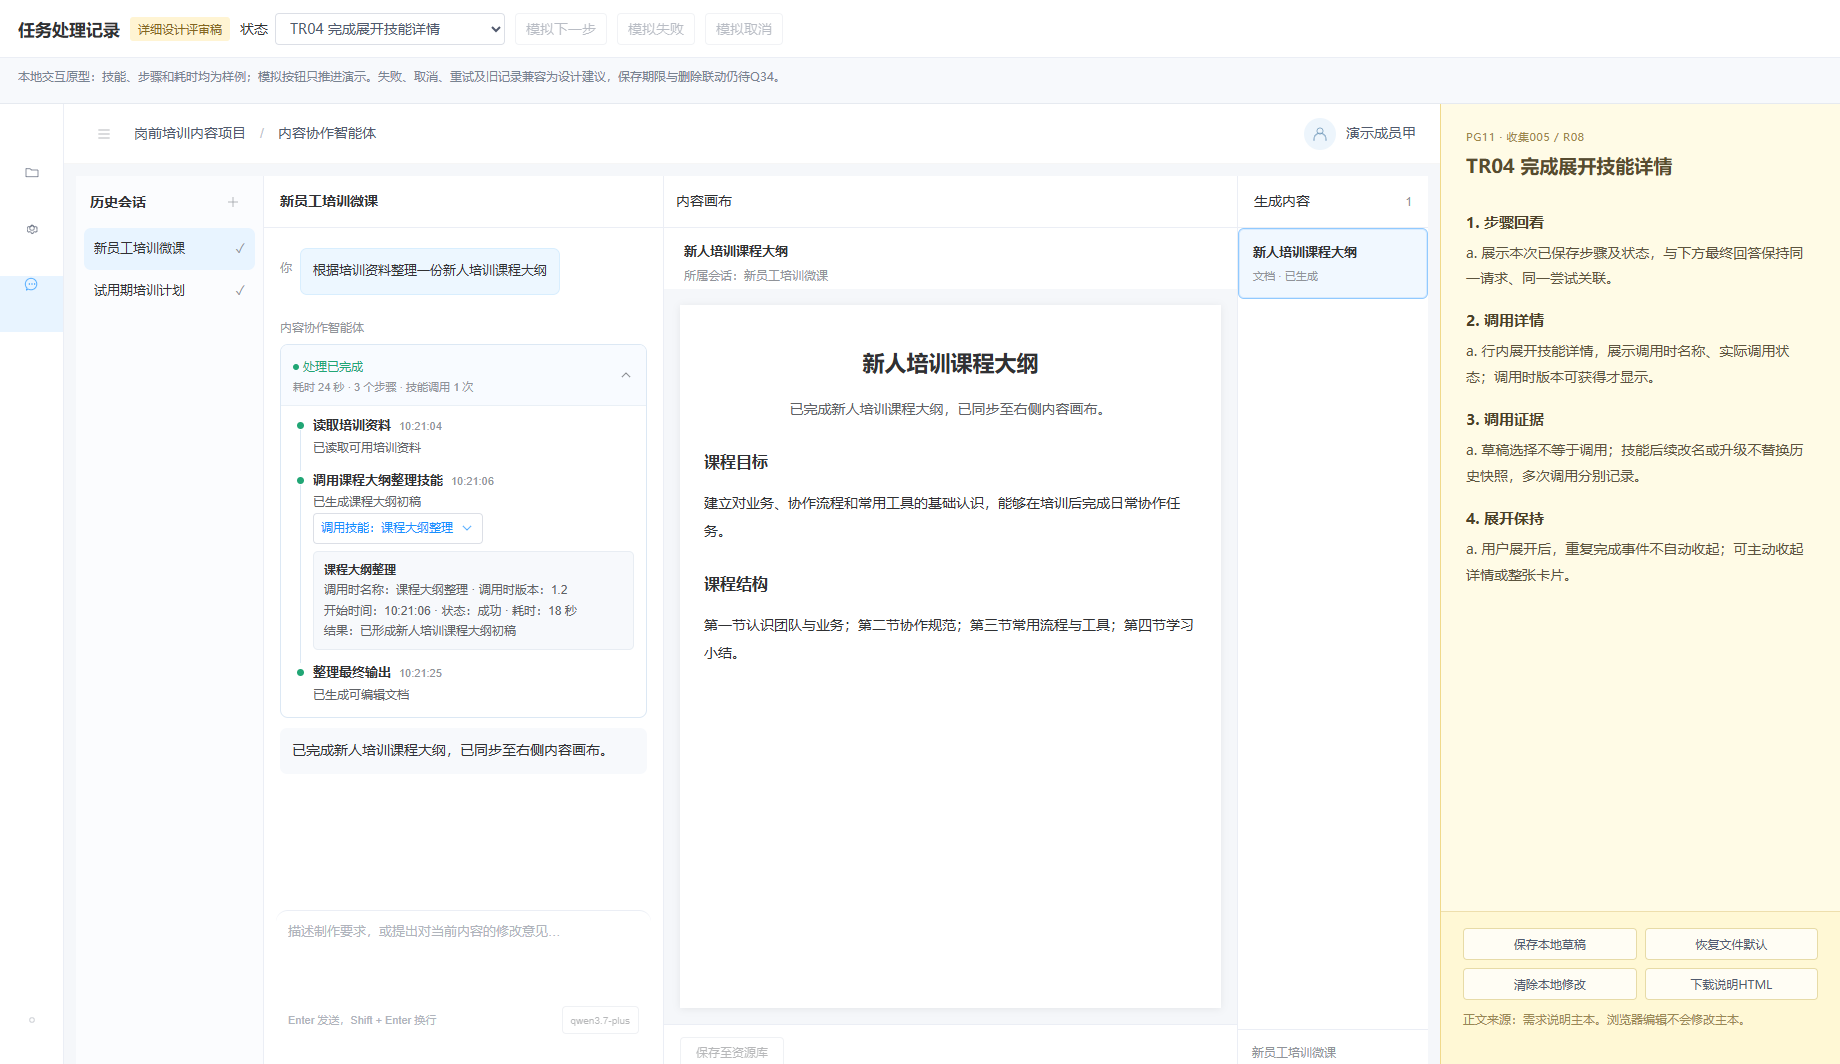 任务处理记录 详细设计评审稿 状态 TR04 完成展开技能详情 模拟下一步 模拟失败 模拟取消
本地交互原型：技能、步骤和耗时均为样例；模拟按钮只推进演示。失败、取消、重试及旧记录兼容为设计建议，保存期限与删除联动仍待Q34。
岗前培训内容项目 / 内容协作智能体
演示成员甲
历史会话
新员工培训微课
试用期培训计划
新员工培训微课
你
根据培训资料整理一份新人培训课程大纲
内容协作智能体
处理已完成
耗时 24 秒 · 3 个步骤 · 技能调用 1 次
读取培训资料 10:21:04
已读取可用培训资料
调用课程大纲整理技能 10:21:06
已生成课程大纲初稿
调用技能：课程大纲整理
课程大纲整理
调用时名称：课程大纲整理 · 调用时版本：1.2
开始时间：10:21:06 · 状态：成功 · 耗时：18 秒
结果：已形成新人培训课程大纲初稿
整理最终输出 10:21:25
已生成可编辑文档
已完成新人培训课程大纲，已同步至右侧内容画布。
描述制作要求，或提出对当前内容的修改意见...
Enter 发送，Shift + Enter 换行
qwen3.7-plus
内容画布
新人培训课程大纲
所属会话：新员工培训微课
新人培训课程大纲
已完成新人培训课程大纲，已同步至右侧内容画布。
课程目标
建立对业务、协作流程和常用工具的基础认识，能够在培训后完成日常协作任
务。
课程结构
第一节认识团队与业务；第二节协作规范；第三节常用流程与工具；第四节学习
小结。
保存至资源库
生成内容 1
新人培训课程大纲
文档 · 已生成
新员工培训微课
PG11 · 收集005 / R08
TR04 完成展开技能详情
1. 步骤回看
a. 展示本次已保存步骤及状态，与下方最终回答保持同
一请求、同一尝试关联。
2. 调用详情
a. 行内展开技能详情，展示调用时名称、实际调用状
态；调用时版本可获得才显示。
3. 调用证据
a. 草稿选择不等于调用；技能后续改名或升级不替换历
史快照，多次调用分别记录。
4. 展开保持
a. 用户展开后，重复完成事件不自动收起；可主动收起
详情或整张卡片。
保存本地草稿
恢复文件默认
清除本地修改
下载说明HTML
正文来源：需求说明主本。浏览器编辑不会修改主本。